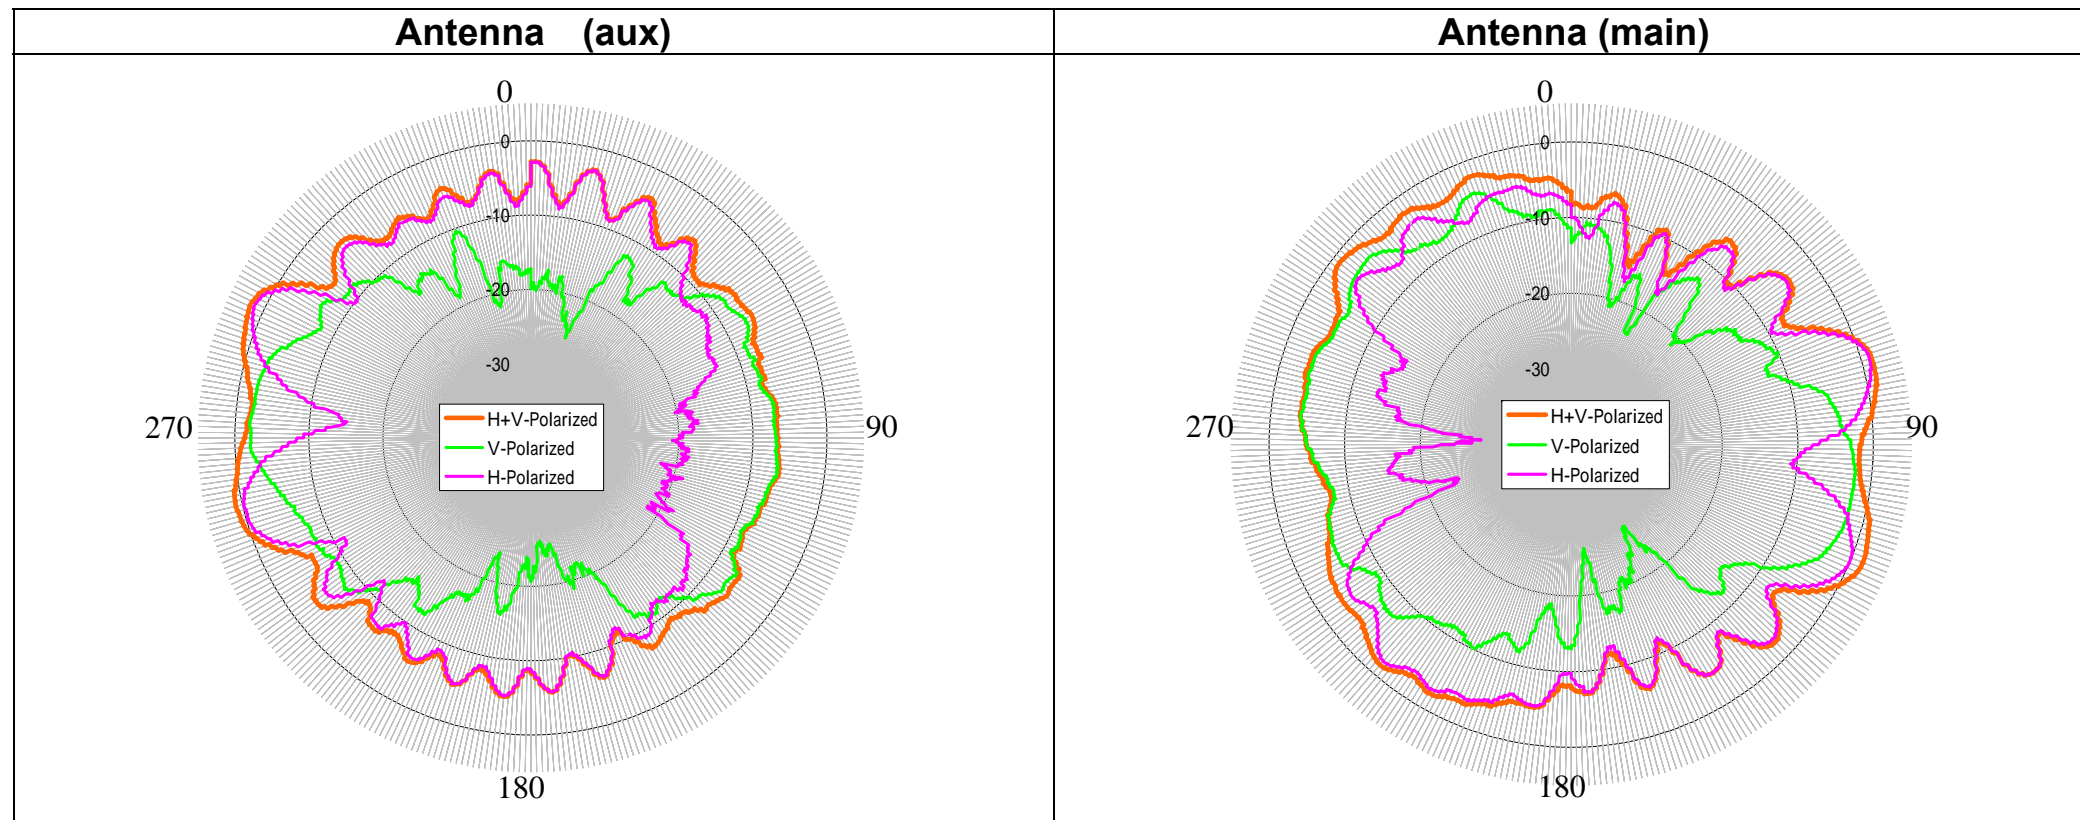 Antenna (aux)
Antenna (main)
0
0
-10
-20
-30
270
90
H+V-Polarized
V-Polarized
H-Polarized
180
0
0
-10
-20
-30
270
90
H+V-Polarized
V-Polarized
H-Polarized
180